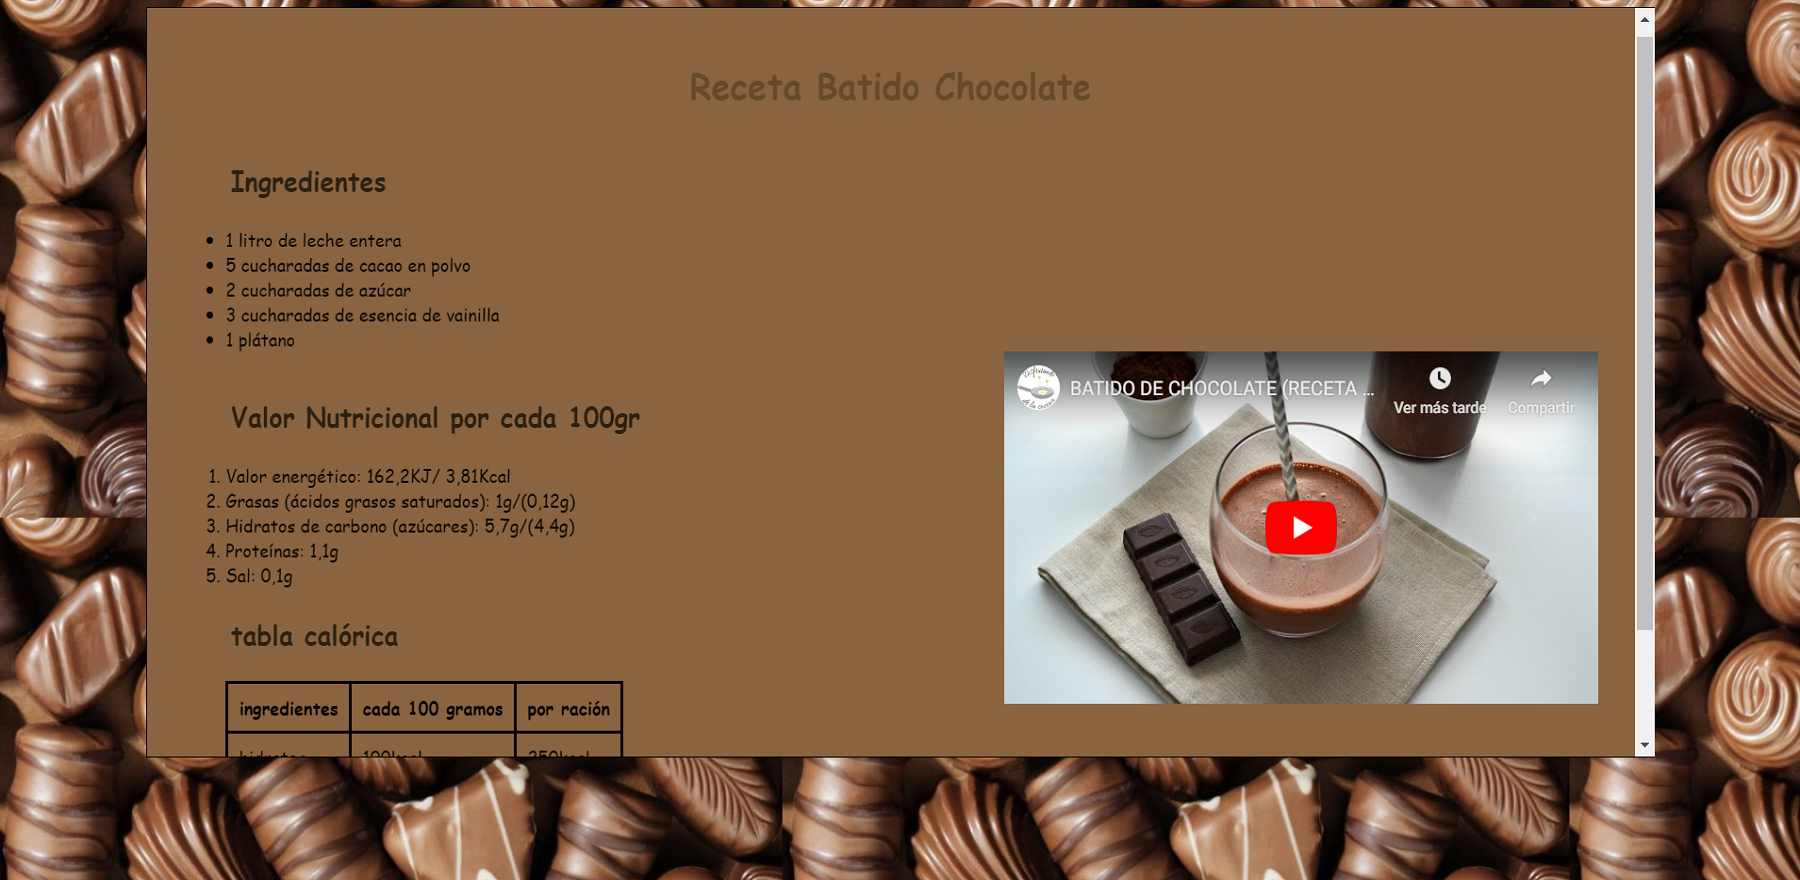 Receta Batido Chocolate
Ingredientes
1 litro de leche entera
5 cucharadas de cacao en polvo
2 cucharadas de azúcar
3 cucharadas de esencia de vainilla
1 plátano
Valor Nutricional por cada 100gr
1. Valor energético: 162,2KJ/ 3,81Kcal
2. Grasas (ácidos grasos saturados): 1g/(0,12g)
3. Hidratos de carbono (azúcares): 5,7g/(4,4g)
4. Proteínas: 1,1g
5. Sal: 0,1g
tabla calórica
ingredientes cada 100 gramos por ración
Disfrutando de la cocina
BATIDO DE CHOCOLATE (RECETA ...
Ver más tarde
Compartir